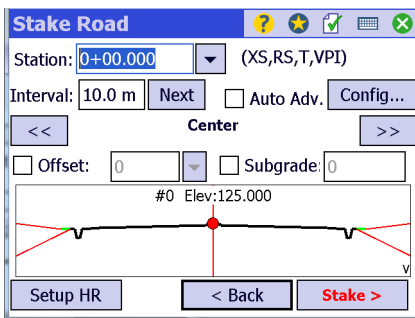 Stake Road
Station: 0+00.000 (XS,RS,T,VPI)
Interval: 10.0 m Next Auto Adv. Config...
<< Center >>
Offset: 0 Subgrade: 0
#0 Elev:125.000
v
Setup HR < Back Stake >